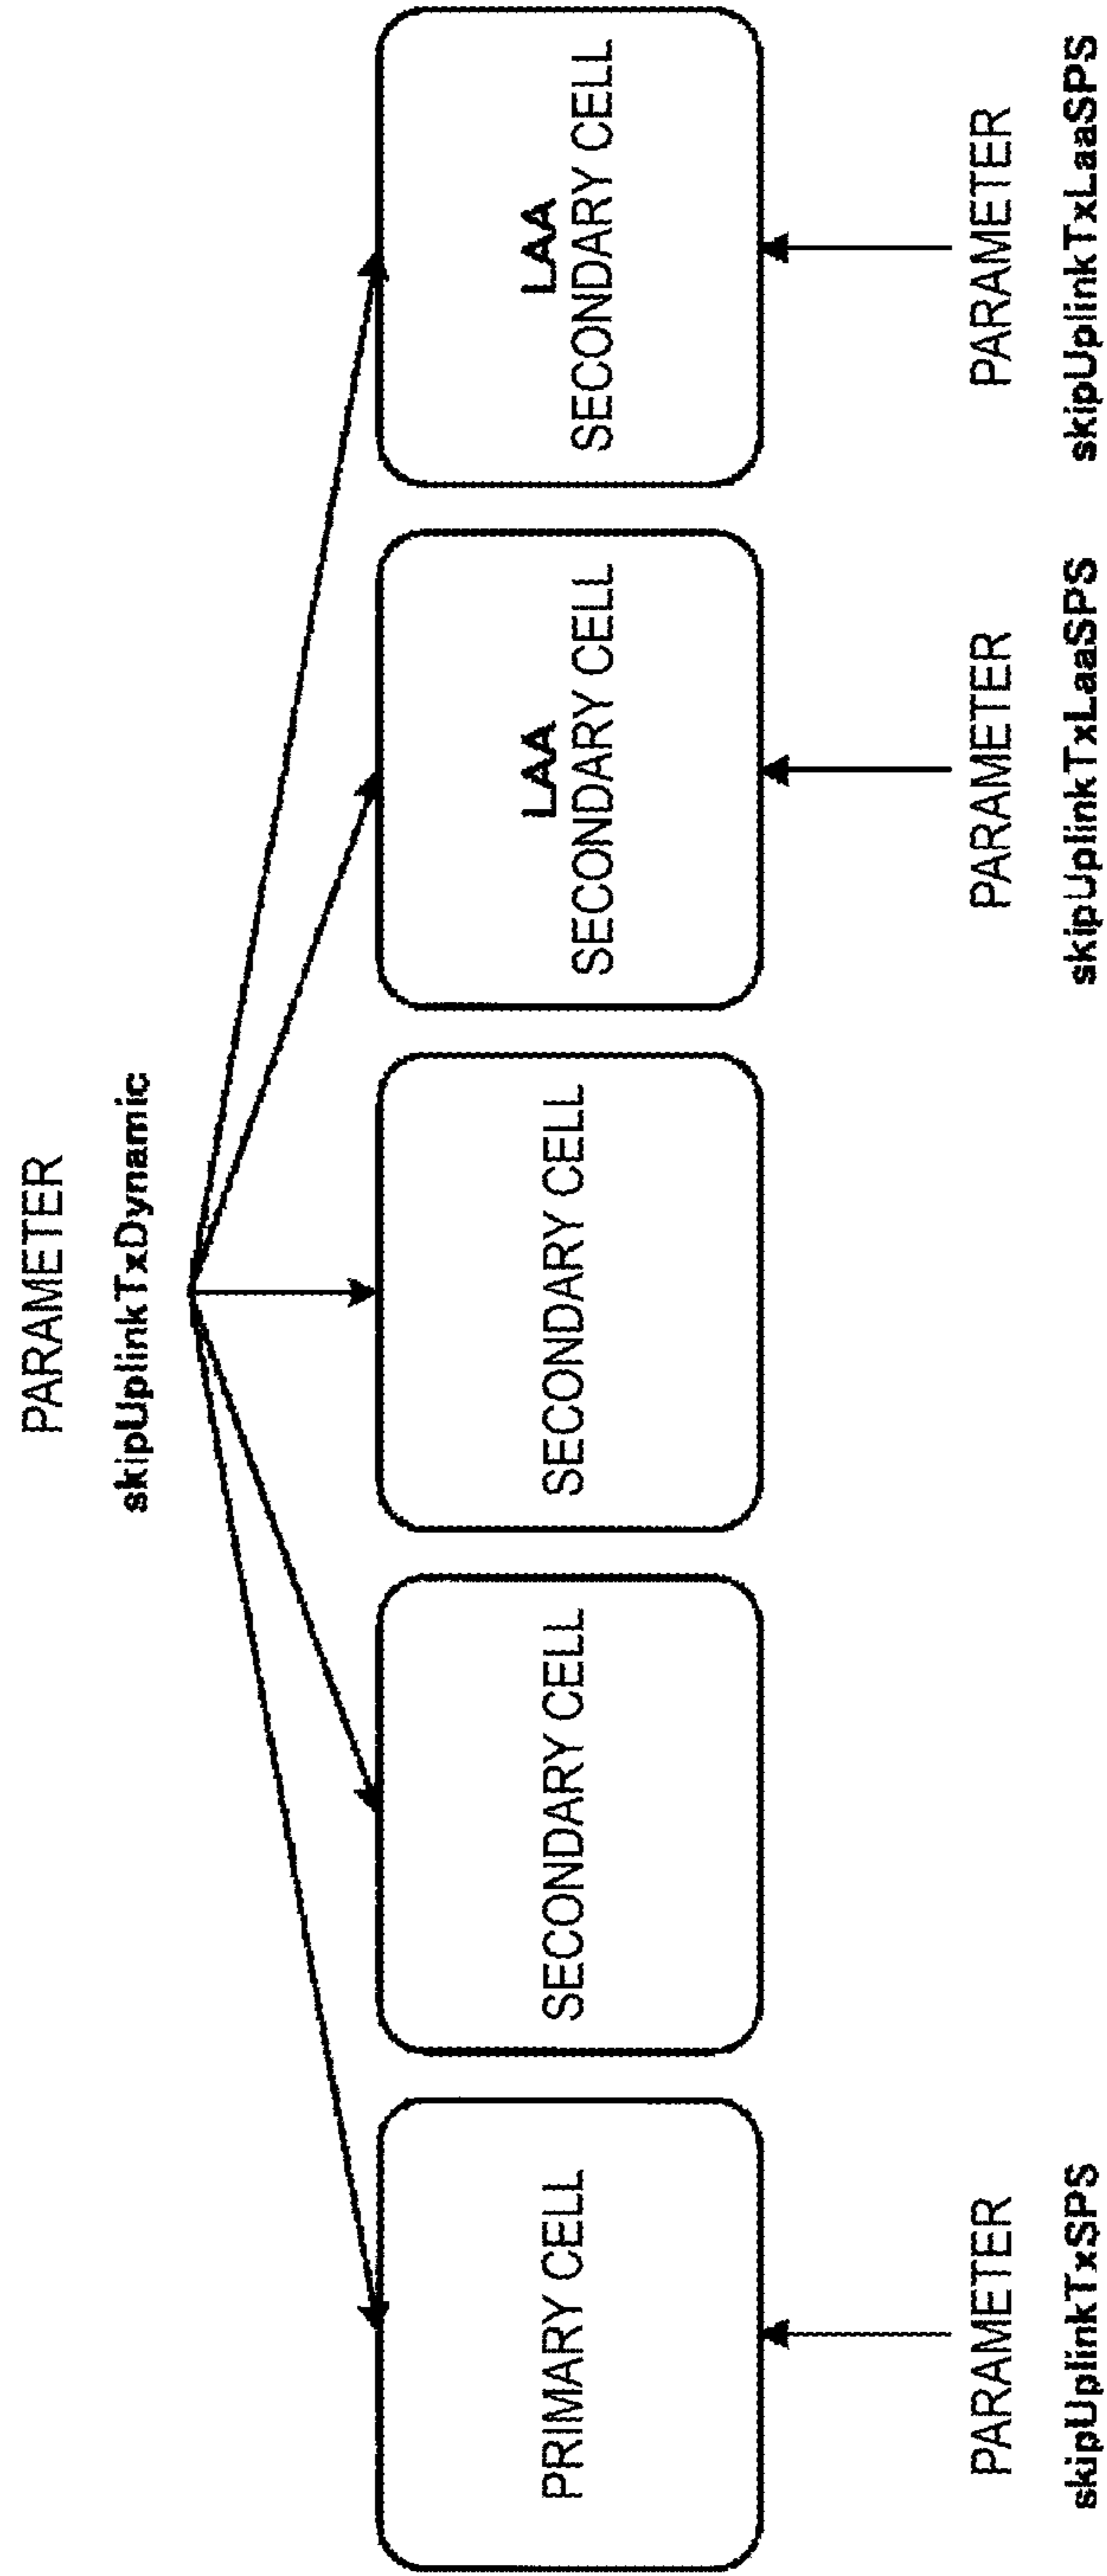 PARAMETER
skipUplinkTxDynamic
PRIMARY CELL
SECONDARY CELL
SECONDARY CELL
LAA
SECONDARY CELL
LAA
SECONDARY CELL
PARAMETER
skipUplinkTxSPS
PARAMETER
skipUplinkTxLaaSPS
PARAMETER
skipUplinkTxLaaSPS